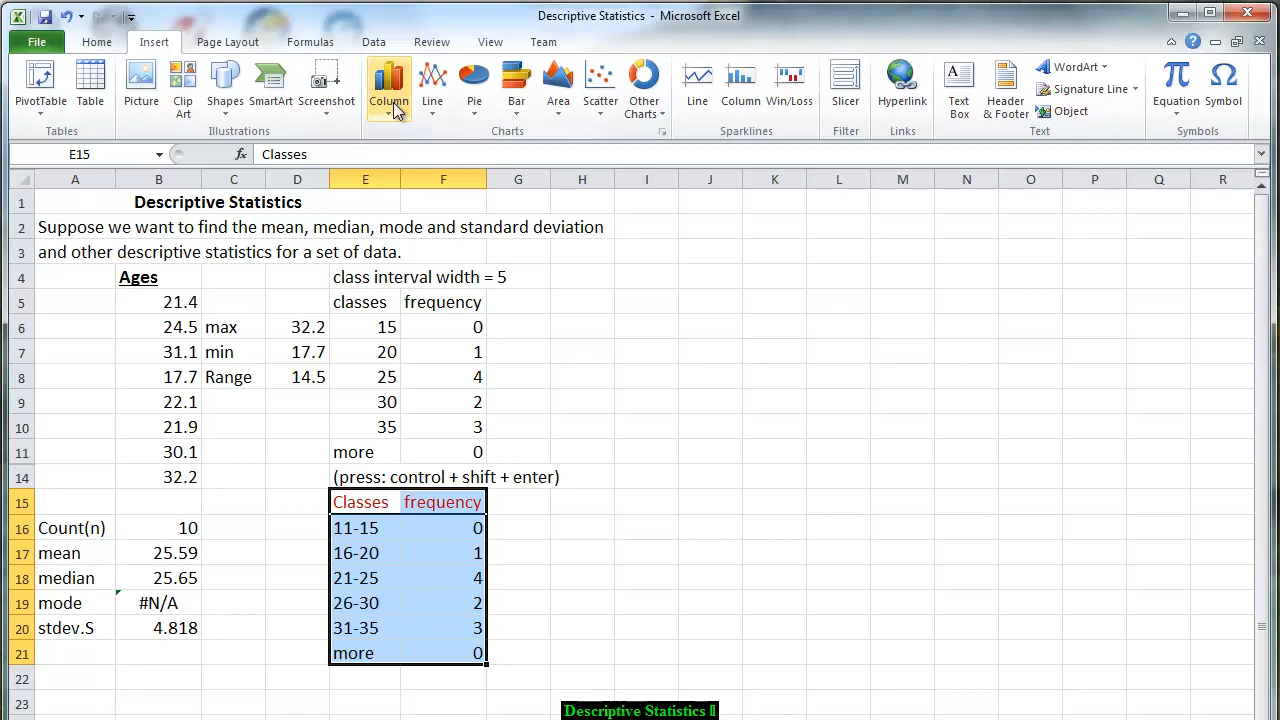 Descriptive Statistics - Microsoft Excel
File Home Insert Page Layout Formulas Data Review View Team
PivotTable Table Picture Clip Art Shapes SmartArt Screenshot Column Line Pie Bar Area Scatter Other Charts Line Column Win/Loss Slicer Hyperlink Text Box Header & Footer WordArt Signature Line Object Equation Symbol
Tables Illustrations Charts Sparklines Filter Links Text Symbols
E15 fx Classes
A B C D E F G H I J K L M N O P Q R
1 Descriptive Statistics
2 Suppose we want to find the mean, median, mode and standard deviation
3 and other descriptive statistics for a set of data.
4 Ages class interval width = 5
5 21.4 classes frequency
6 24.5 max 32.2 15 0
7 31.1 min 17.7 20 1
8 17.7 Range 14.5 25 4
9 22.1 30 2
10 21.9 35 3
11 30.1 more 0
14 32.2 (press: control + shift + enter)
15 Classes frequency
16 Count(n) 10 11-15 0
17 mean 25.59 16-20 1
18 median 25.65 21-25 4
19 mode #N/A 26-30 2
20 stdev.S 4.818 31-35 3
21 more 0
22
23
Descriptive Statistics